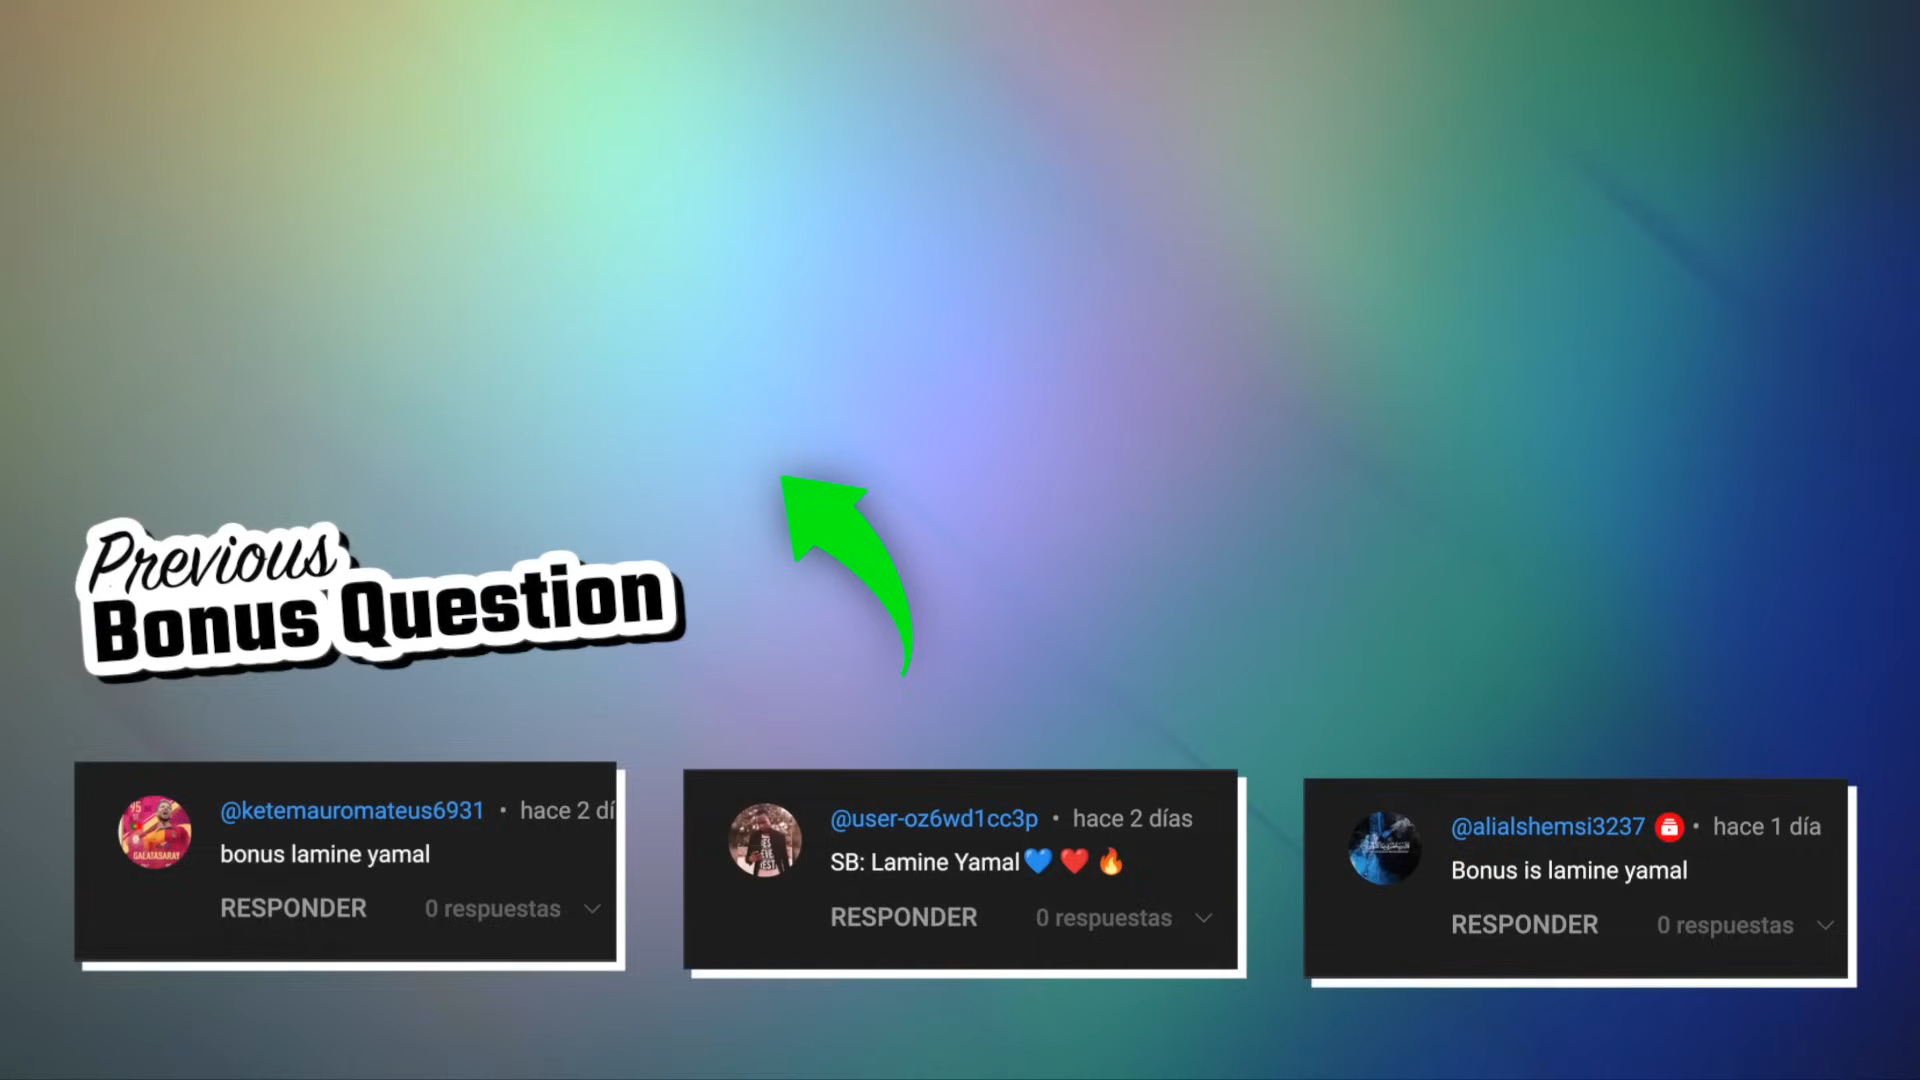 Previous
Bonus Question
@ketemauromateus6931 • hace 2 dí
bonus lamine yamal
RESPONDER 0 respuestas
GALATASARAY
@user-oz6wd1cc3p • hace 2 días
SB: Lamine Yamal💙 ❤️ 🔥
RESPONDER 0 respuestas
@alialshemsi3237 • hace 1 día
Bonus is lamine yamal
RESPONDER 0 respuestas